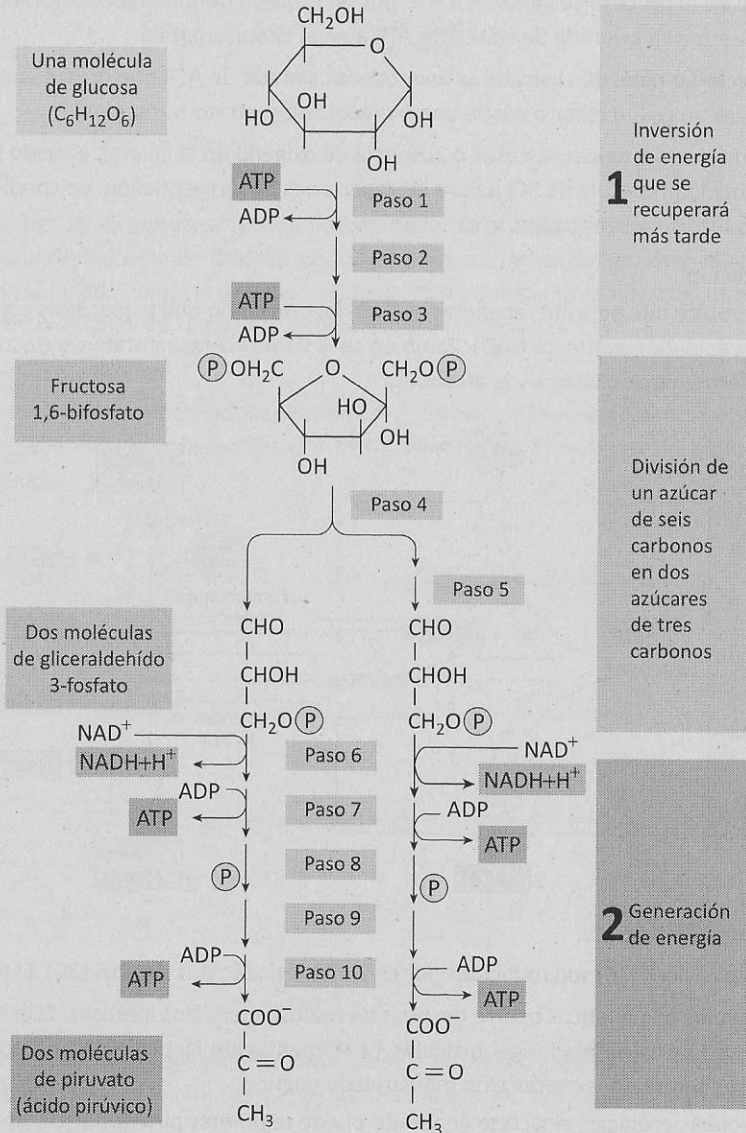 CH₂OH
O
Una molécula
de glucosa
(C₆H₁₂O₆)
OH
HO
OH
OH
ATP
ADP
Paso 1
Paso 2
ATP
ADP
Paso 3
1
Inversión
de energía
que se
recuperará
más tarde
P OH₂C
O
CH₂O P
Fructosa
1,6-bifosfato
HO
OH
OH
Paso 4
Paso 5
División de
un azúcar
de seis
carbonos
en dos
azúcares
de tres
carbonos
Dos moléculas
de gliceraldehído
3-fosfato
CHO
CHOH
CH₂O P
CHO
CHOH
CH₂O P
NAD⁺
NADH+H⁺
Paso 6
NAD⁺
NADH+H⁺
ADP
ATP
Paso 7
ADP
ATP
P
Paso 8
P
Paso 9
ADP
ATP
Paso 10
ADP
ATP
2
Generación
de energía
Dos moléculas
de piruvato
(ácido pirúvico)
COO⁻
C = O
CH₃
COO⁻
C = O
CH₃